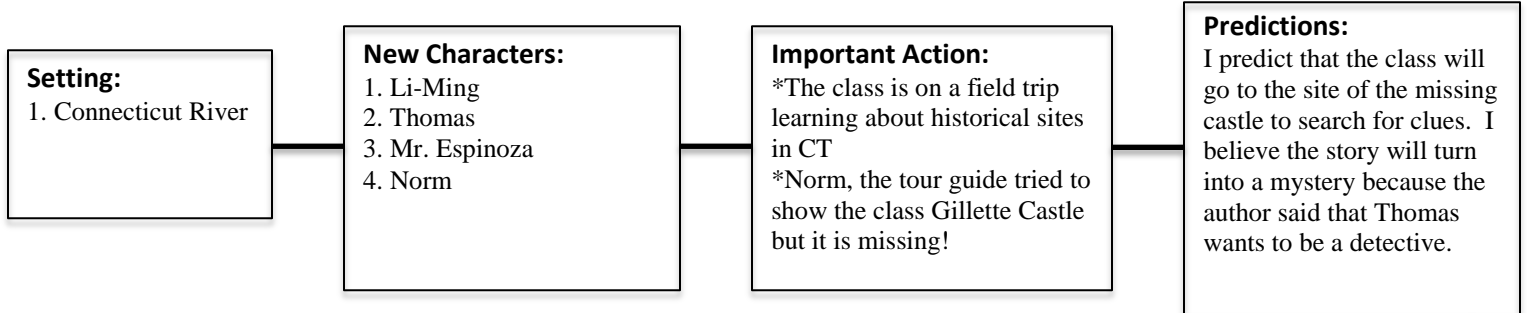 Setting:
1. Connecticut River
New Characters:
1. Li-Ming
2. Thomas
3. Mr. Espinoza
4. Norm
Important Action:
*The class is on a field trip
learning about historical sites
in CT
*Norm, the tour guide tried to
show the class Gillette Castle
but it is missing!
Predictions:
I predict that the class will
go to the site of the missing
castle to search for clues.  I
believe the story will turn
into a mystery because the
author said that Thomas
wants to be a detective.